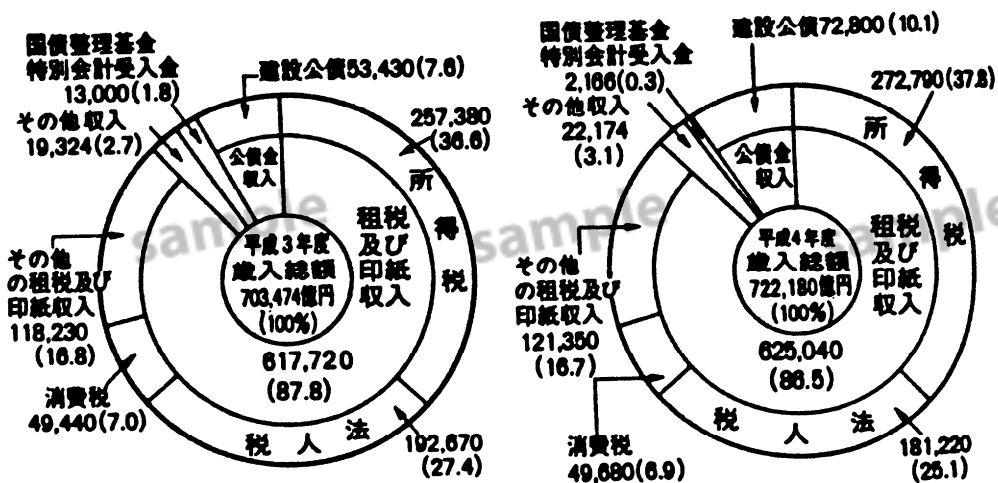 国債整理基金
特別会計受入金
13,000(1.8)
その他収入
19,324(2.7)
建設公債53,430(7.6)
257,380
(36.6)
公債金
収入
所得税
租税
及び
印紙
収入
平成3年度
歳入総額
703,474億円
(100%)
その他
の租税及び
印紙収入
118,230
(16.8)
617,720
(87.8)
消費税
49,440(7.0)
税人法
192,670
(27.4)
国債整理基金
特別会計受入金
2,166(0.3)
その他収入
22,174
(3.1)
建設公債72,800(10.1)
272,790(37.8)
公債金
収入
所得税
租税
及び
印紙
収入
平成4年度
歳入総額
722,180億円
(100%)
その他
の租税及び
印紙収入
121,350
(16.7)
625,040
(86.5)
消費税
49,680(6.9)
税人法
181,220
(25.1)
sample
sample
sample